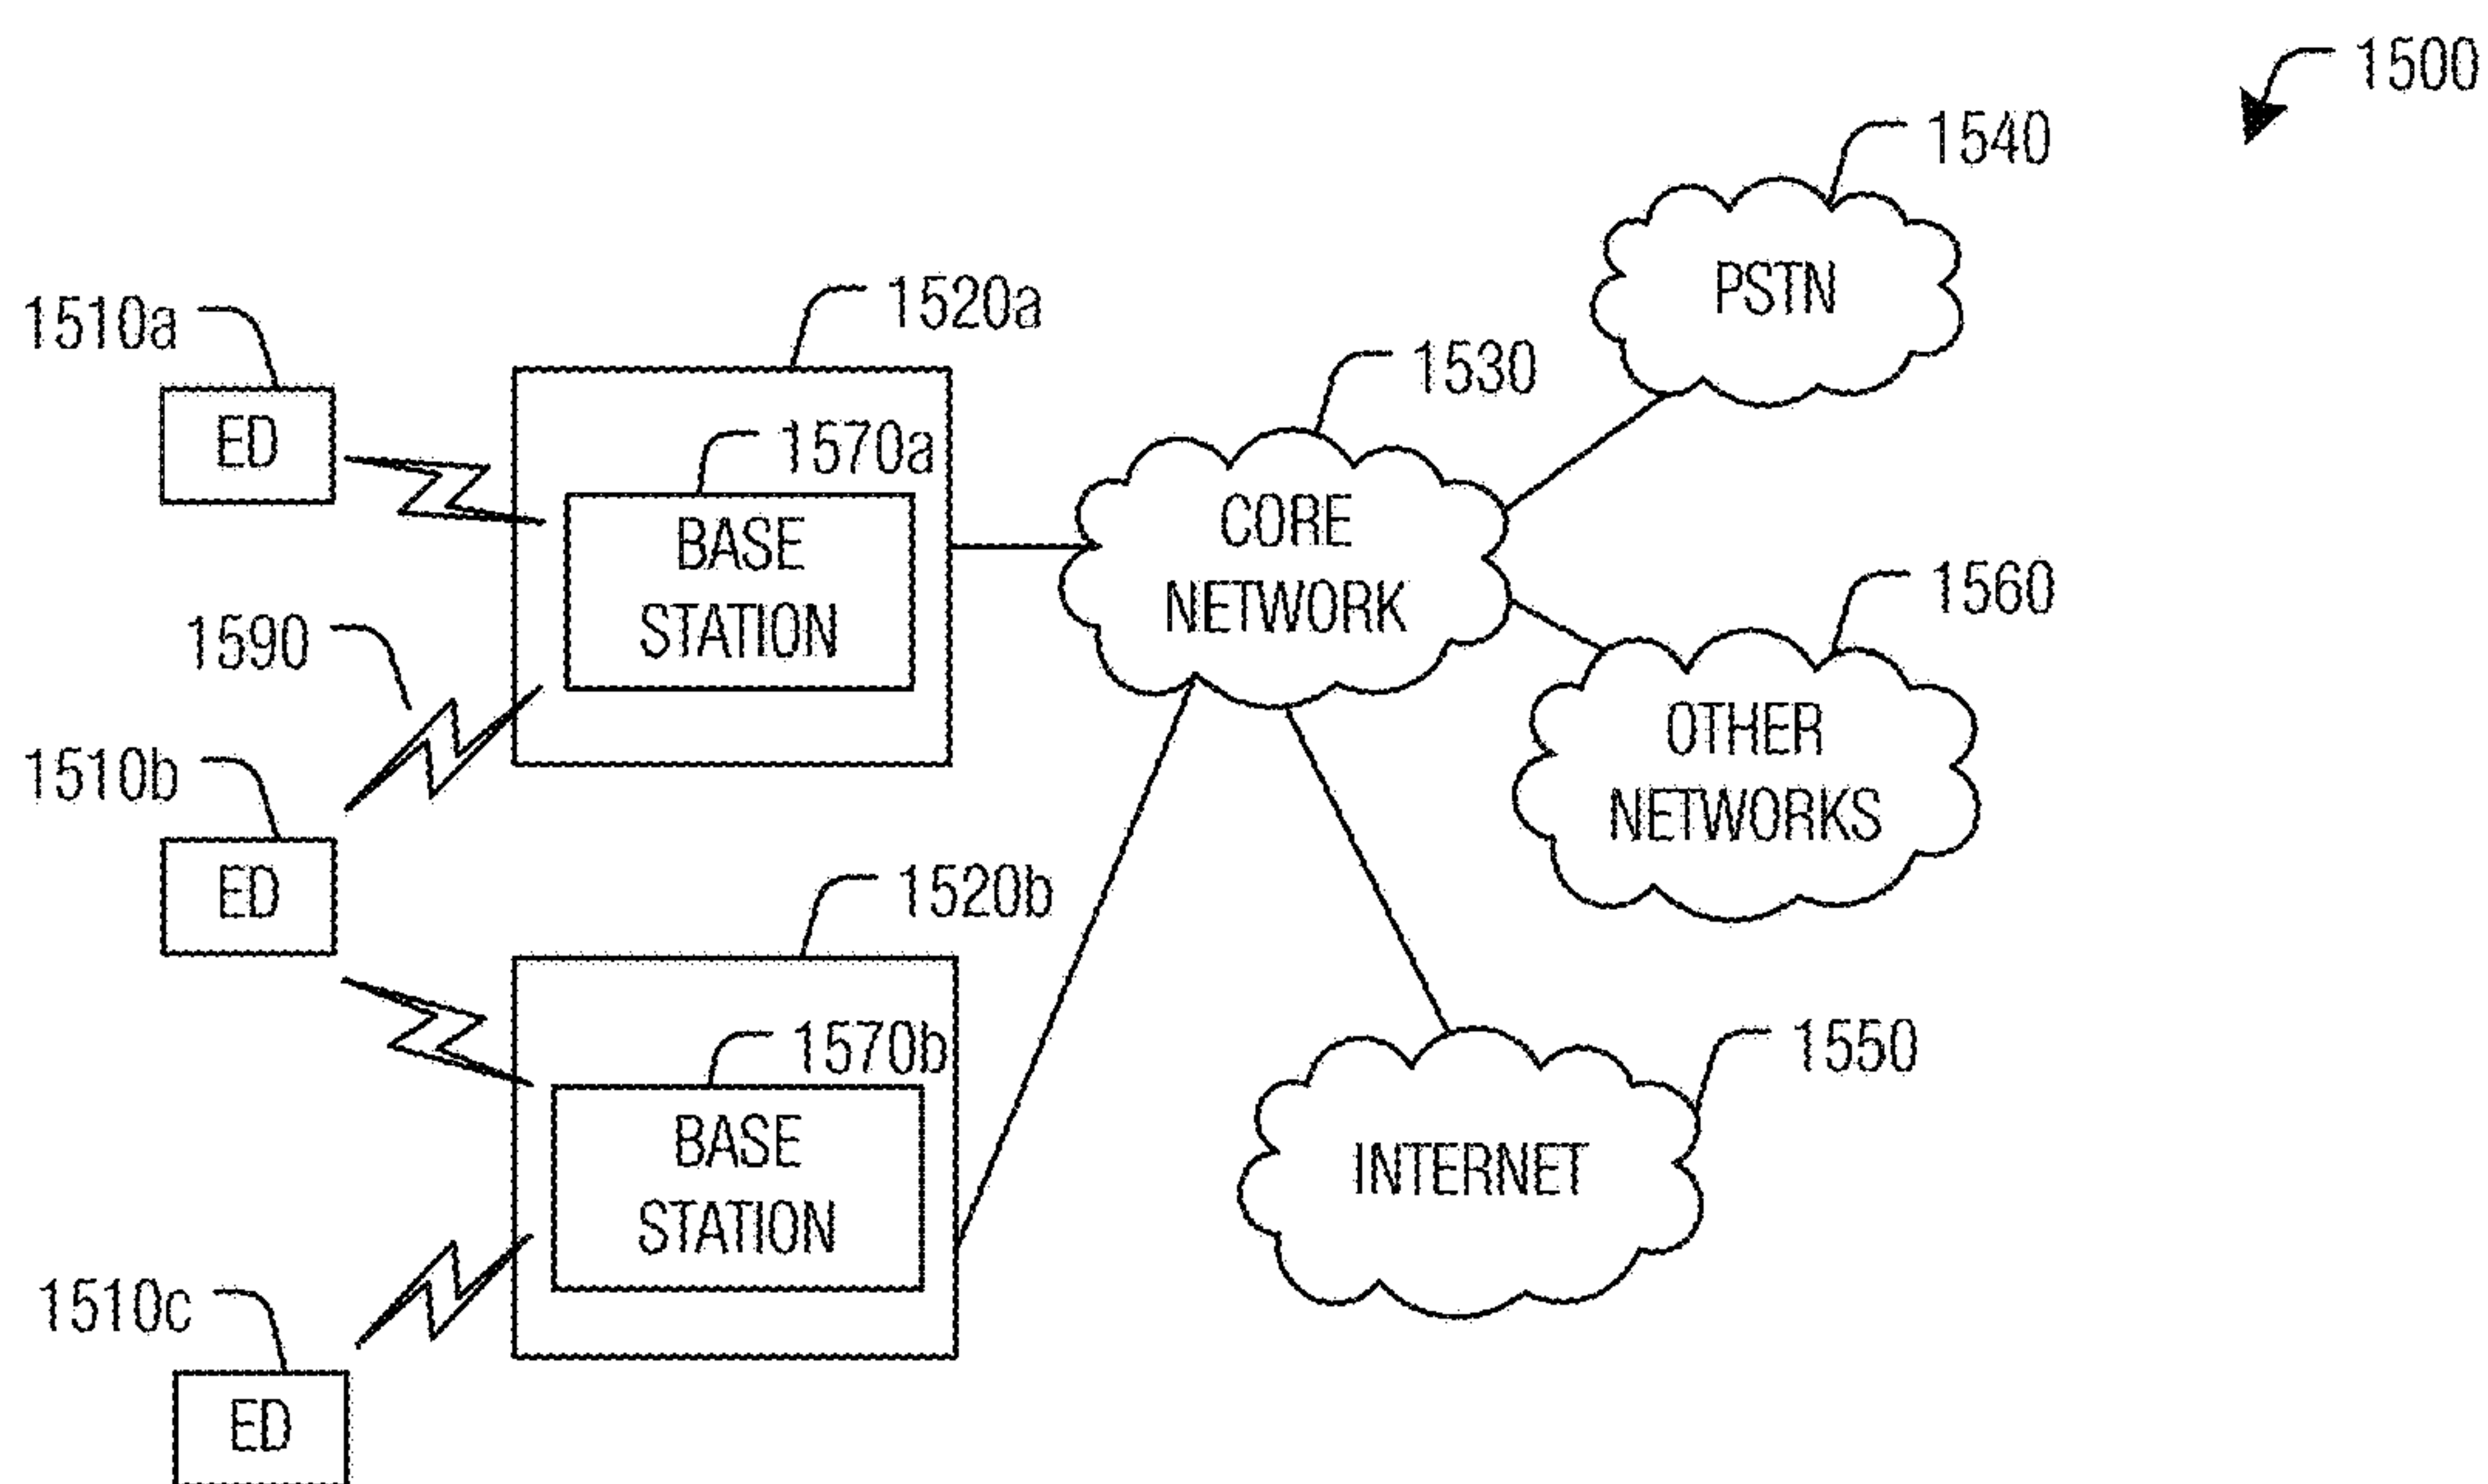 1500
1540
PSTN
1520a
1510a
1530
ED
1570a
CORE
NETWORK
BASE
STATION
1560
1590
OTHER
NETWORKS
1510b
ED
1520b
1570b
1550
BASE
STATION
INTERNET
1510c
ED